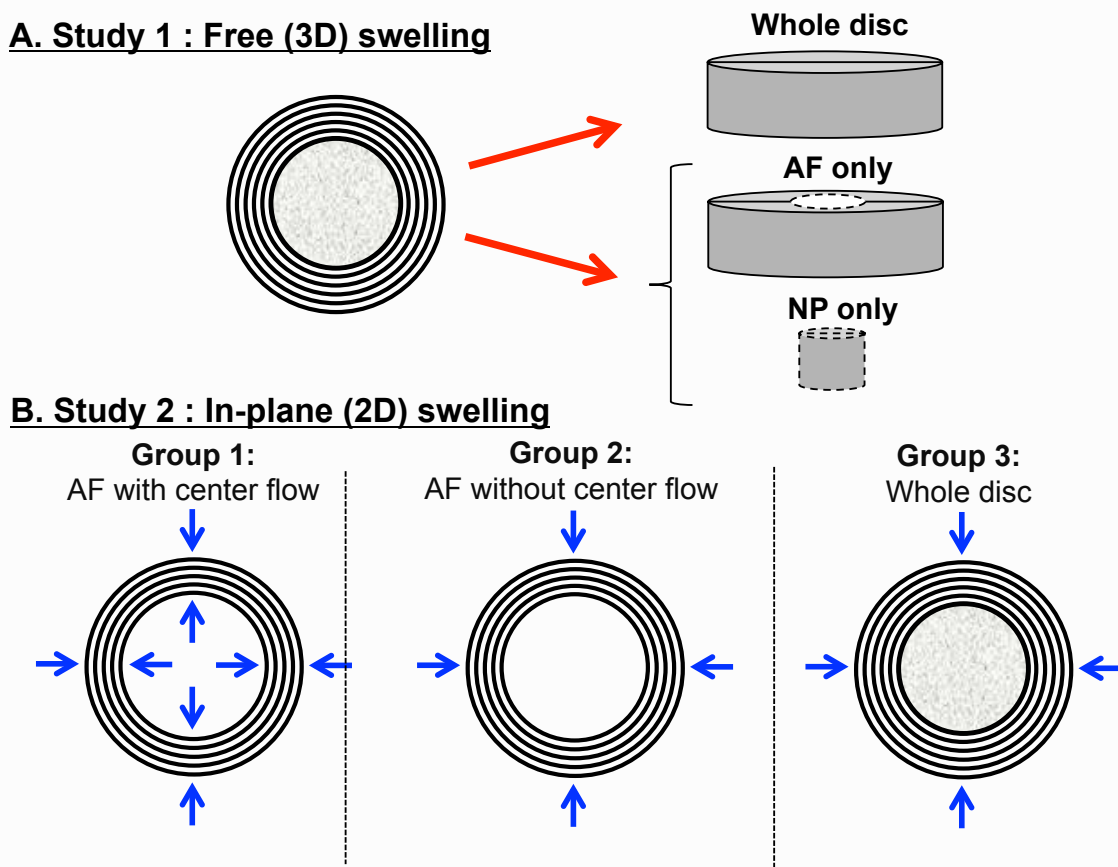 A. Study 1 : Free (3D) swelling
Whole disc
AF only
NP only
B. Study 2 : In-plane (2D) swelling
Group 1:
AF with center flow
Group 2:
AF without center flow
Group 3:
Whole disc